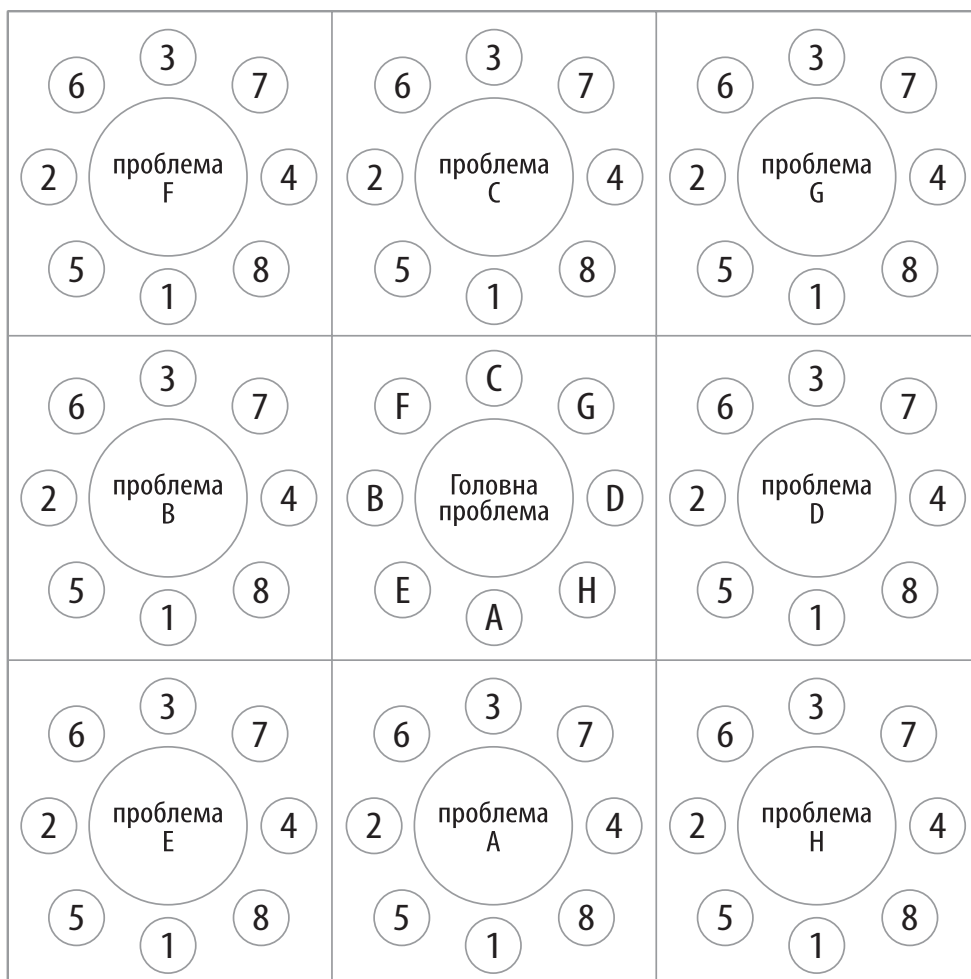 3
6 7
2 проблема
F 4
5 8
1
3
6 7
2 проблема
C 4
5 8
1
3
6 7
2 проблема
G 4
5 8
1
3
6 7
2 проблема
B 4
5 8
1
C
F G
B Головна
проблема D
E H
A
3
6 7
2 проблема
D 4
5 8
1
3
6 7
2 проблема
E 4
5 8
1
3
6 7
2 проблема
A 4
5 8
1
3
6 7
2 проблема
H 4
5 8
1